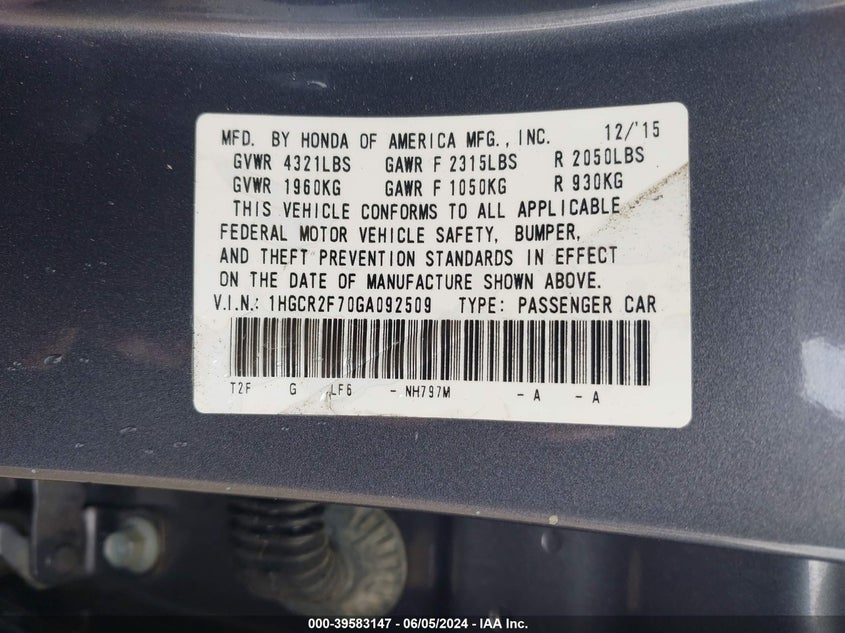 MFD. BY HONDA OF AMERICA MFG., INC. 12/'15
GVWR 4321LBS GAWR F 2315LBS R 2050LBS
GVWR 1960KG GAWR F 1050KG R 930KG
THIS VEHICLE CONFORMS TO ALL APPLICABLE
FEDERAL MOTOR VEHICLE SAFETY, BUMPER,
AND THEFT PREVENTION STANDARDS IN EFFECT
ON THE DATE OF MANUFACTURE SHOWN ABOVE.
V.I.N.: 1HGCR2F70GA092509 TYPE: PASSENGER CAR
T2F G LF6 - NH797M - A - A
000-39583147 — 06/05/2024 — IAA Inc.